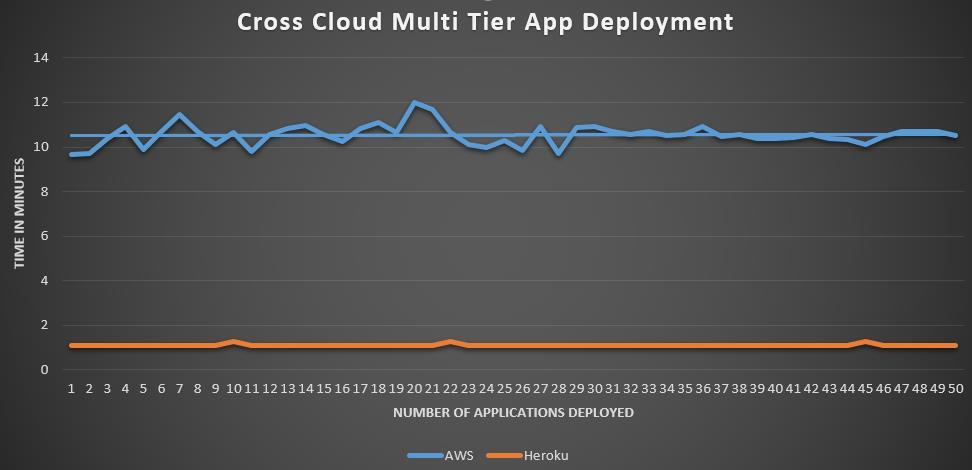 Cross Cloud Multi Tier App Deployment
14
12
10
8
6
4
2
0
TIME IN MINUTES
1 2 3 4 5 6 7 8 9 10 11 12 13 14 15 16 17 18 19 20 21 22 23 24 25 26 27 28 29 30 31 32 33 34 35 36 37 38 39 40 41 42 43 44 45 46 47 48 49 50
NUMBER OF APPLICATIONS DEPLOYED
AWS Heroku